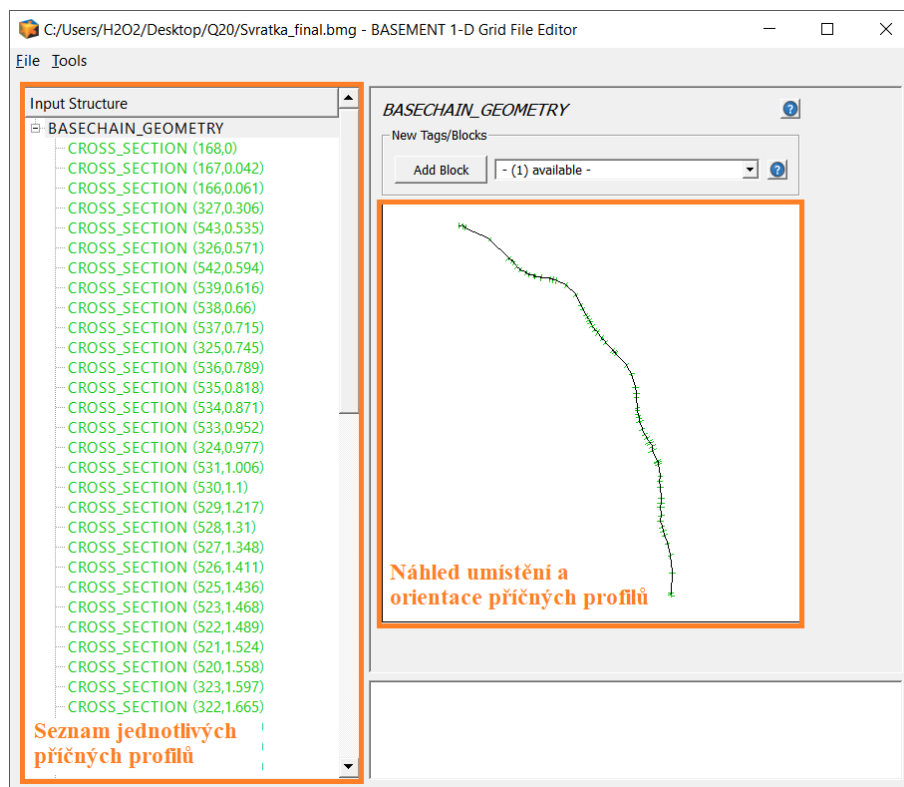 C:/Users/H2O2/Desktop/Q20/Svratka_final.bmg - BASEMENT 1-D Grid File Editor
File Tools
Input Structure
BASECHAIN_GEOMETRY
CROSS_SECTION (168,0)
CROSS_SECTION (167,0.042)
CROSS_SECTION (166,0.061)
CROSS_SECTION (327,0.306)
CROSS_SECTION (543,0.535)
CROSS_SECTION (326,0.571)
CROSS_SECTION (542,0.594)
CROSS_SECTION (539,0.616)
CROSS_SECTION (538,0.66)
CROSS_SECTION (537,0.715)
CROSS_SECTION (325,0.745)
CROSS_SECTION (536,0.789)
CROSS_SECTION (535,0.818)
CROSS_SECTION (534,0.871)
CROSS_SECTION (533,0.952)
CROSS_SECTION (324,0.977)
CROSS_SECTION (531,1.006)
CROSS_SECTION (530,1.1)
CROSS_SECTION (529,1.217)
CROSS_SECTION (528,1.31)
CROSS_SECTION (527,1.348)
CROSS_SECTION (526,1.411)
CROSS_SECTION (525,1.436)
CROSS_SECTION (523,1.468)
CROSS_SECTION (522,1.489)
CROSS_SECTION (521,1.524)
CROSS_SECTION (520,1.558)
CROSS_SECTION (323,1.597)
CROSS_SECTION (322,1.665)
Seznam jednotlivých
příčných profilů
BASECHAIN_GEOMETRY
New Tags/Blocks
Add Block - (1) available -
Náhled umístění a
orientace příčných profilů